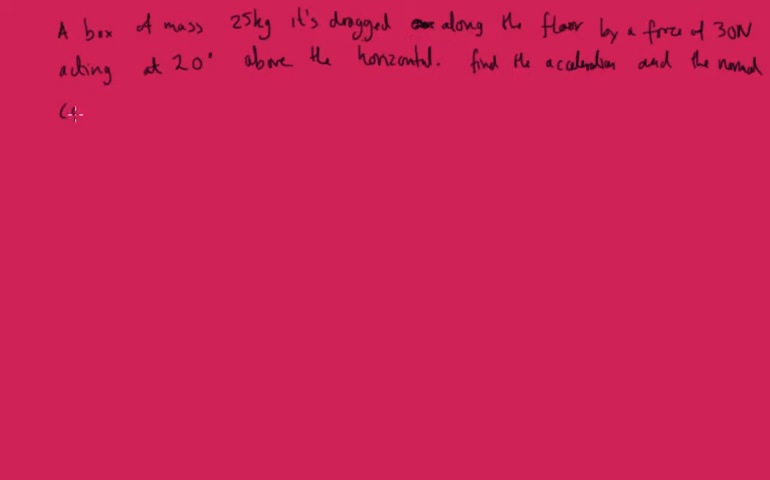 A box of mass 25kg it's dragged along the floor by a force of 30N
acting at 20° above the horizontal. find the acceleration and the normal